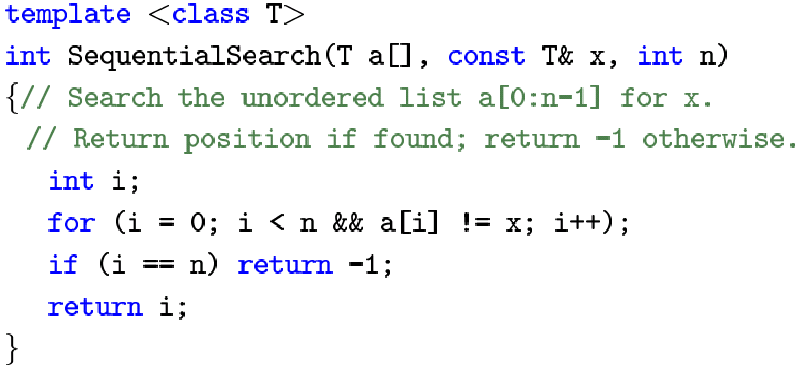 template <class T>
int SequentialSearch(T a[], const T& x, int n)
{// Search the unordered list a[0:n-1] for x.
// Return position if found; return -1 otherwise.
int i;
for (i = 0; i < n && a[i] != x; i++);
if (i == n) return -1;
return i;
}